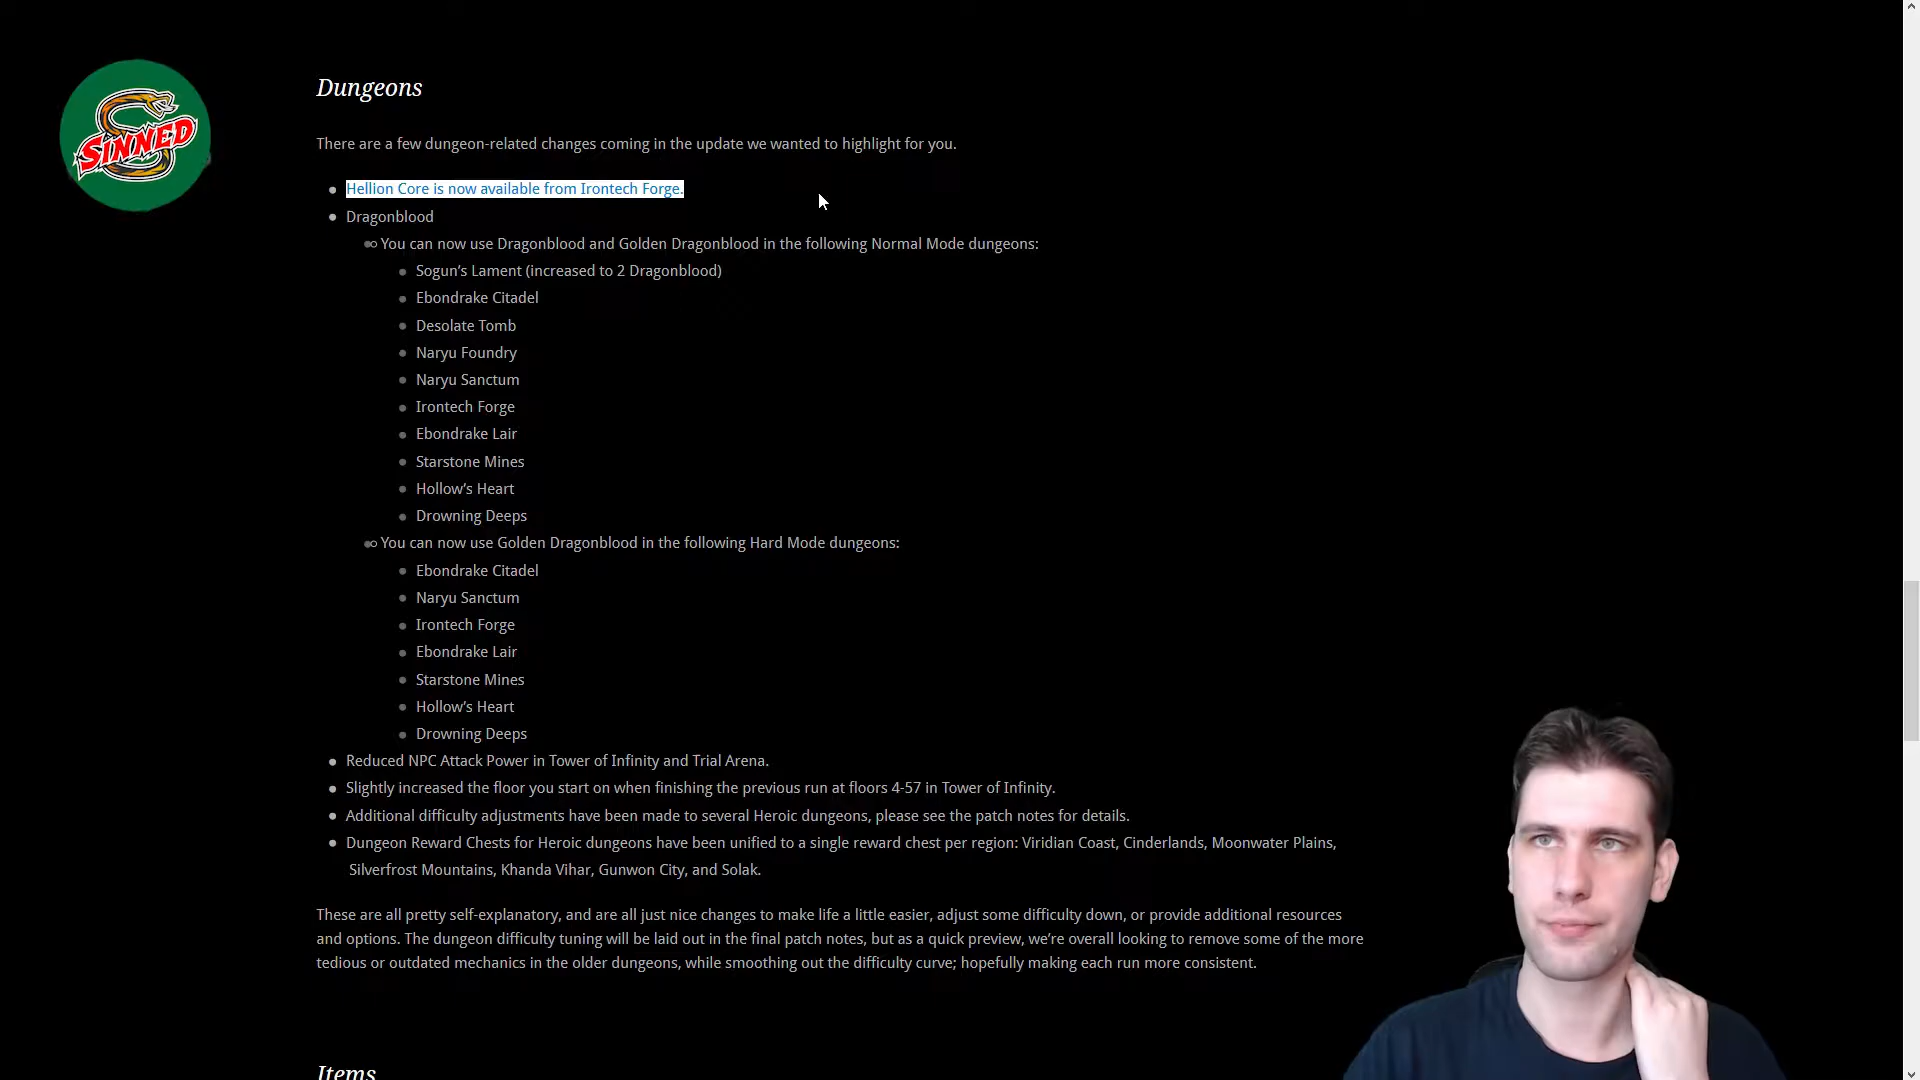 SINNED
Dungeons
There are a few dungeon-related changes coming in the update we wanted to highlight for you.
Hellion Core is now available from Irontech Forge.
Dragonblood
You can now use Dragonblood and Golden Dragonblood in the following Normal Mode dungeons:
Sogun’s Lament (increased to 2 Dragonblood)
Ebondrake Citadel
Desolate Tomb
Naryu Foundry
Naryu Sanctum
Irontech Forge
Ebondrake Lair
Starstone Mines
Hollow’s Heart
Drowning Deeps
You can now use Golden Dragonblood in the following Hard Mode dungeons:
Ebondrake Citadel
Naryu Sanctum
Irontech Forge
Ebondrake Lair
Starstone Mines
Hollow’s Heart
Drowning Deeps
Reduced NPC Attack Power in Tower of Infinity and Trial Arena.
Slightly increased the floor you start on when finishing the previous run at floors 4-57 in Tower of Infinity.
Additional difficulty adjustments have been made to several Heroic dungeons, please see the patch notes for details.
Dungeon Reward Chests for Heroic dungeons have been unified to a single reward chest per region: Viridian Coast, Cinderlands, Moonwater Plains,
Silverfrost Mountains, Khanda Vihar, Gunwon City, and Solak.
These are all pretty self-explanatory, and are all just nice changes to make life a little easier, adjust some difficulty down, or provide additional resources
and options. The dungeon difficulty tuning will be laid out in the final patch notes, but as a quick preview, we’re overall looking to remove some of the more
tedious or outdated mechanics in the older dungeons, while smoothing out the difficulty curve; hopefully making each run more consistent.
Items